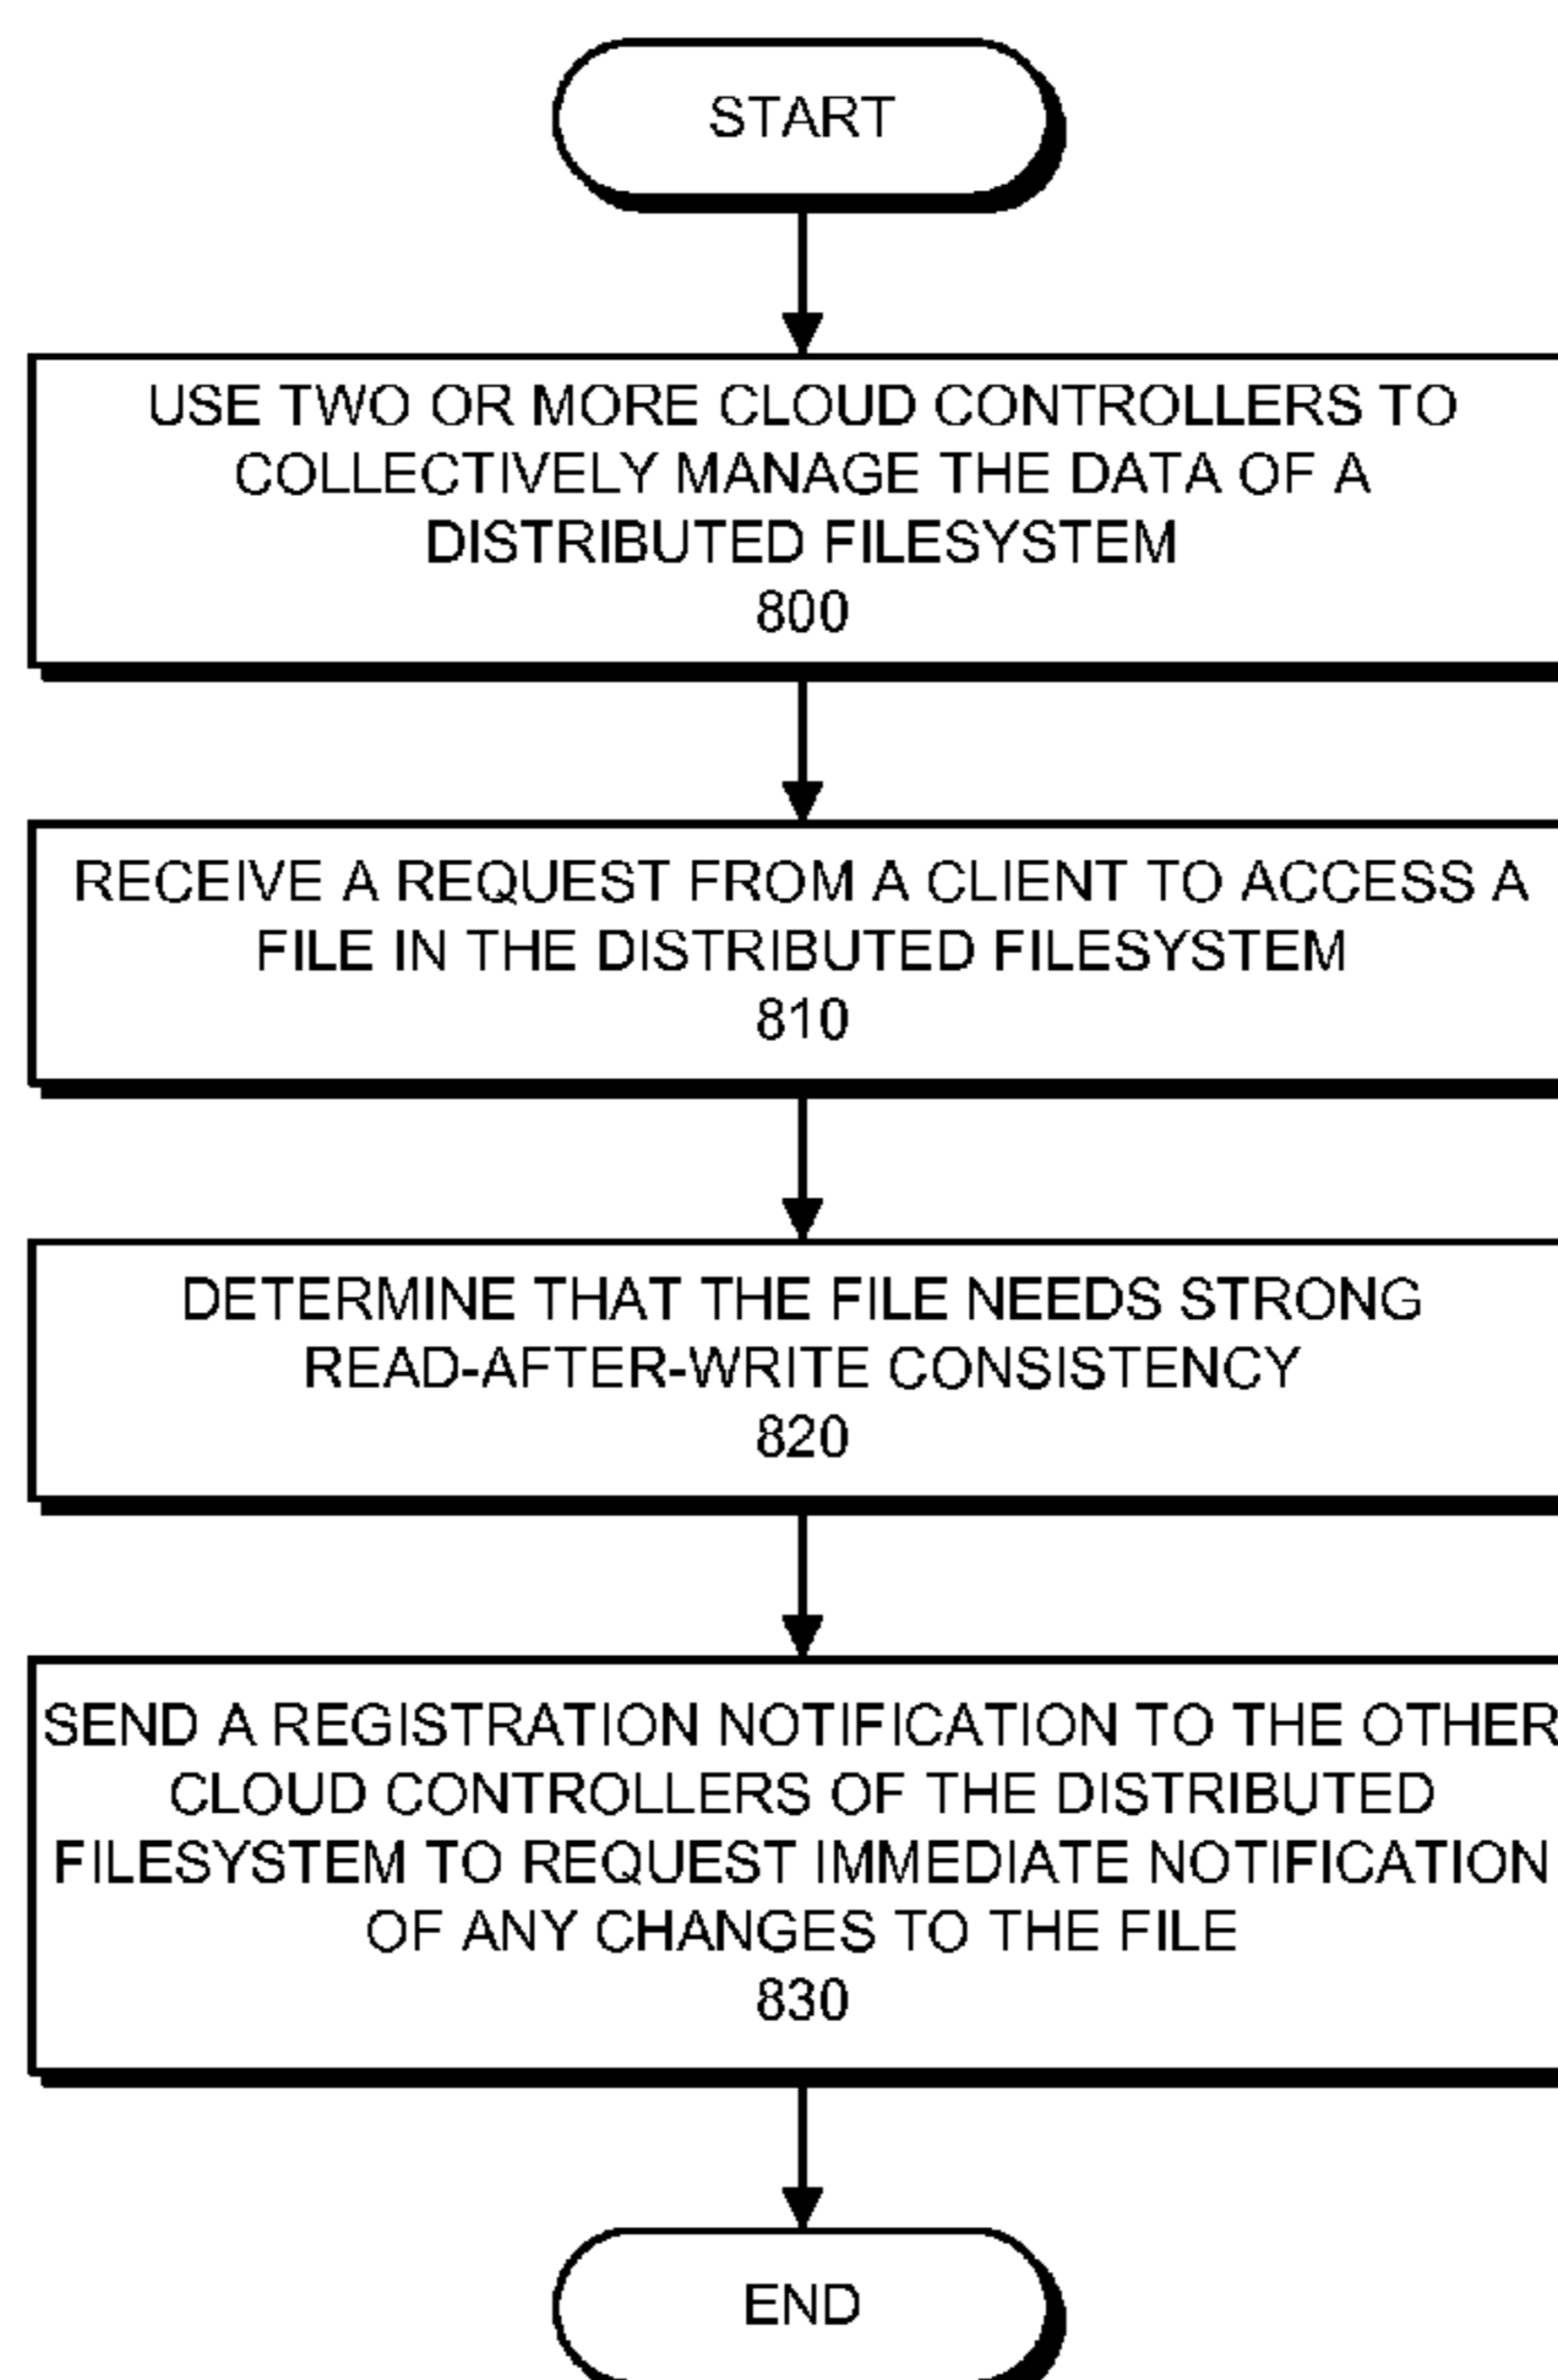 START
USE TWO OR MORE CLOUD CONTROLLERS TO
COLLECTIVELY MANAGE THE DATA OF A
DISTRIBUTED FILESYSTEM
800
RECEIVE A REQUEST FROM A CLIENT TO ACCESS A
FILE IN THE DISTRIBUTED FILESYSTEM
810
DETERMINE THAT THE FILE NEEDS STRONG
READ-AFTER-WRITE CONSISTENCY
820
SEND A REGISTRATION NOTIFICATION TO THE OTHER
CLOUD CONTROLLERS OF THE DISTRIBUTED
FILESYSTEM TO REQUEST IMMEDIATE NOTIFICATION
OF ANY CHANGES TO THE FILE
830
END